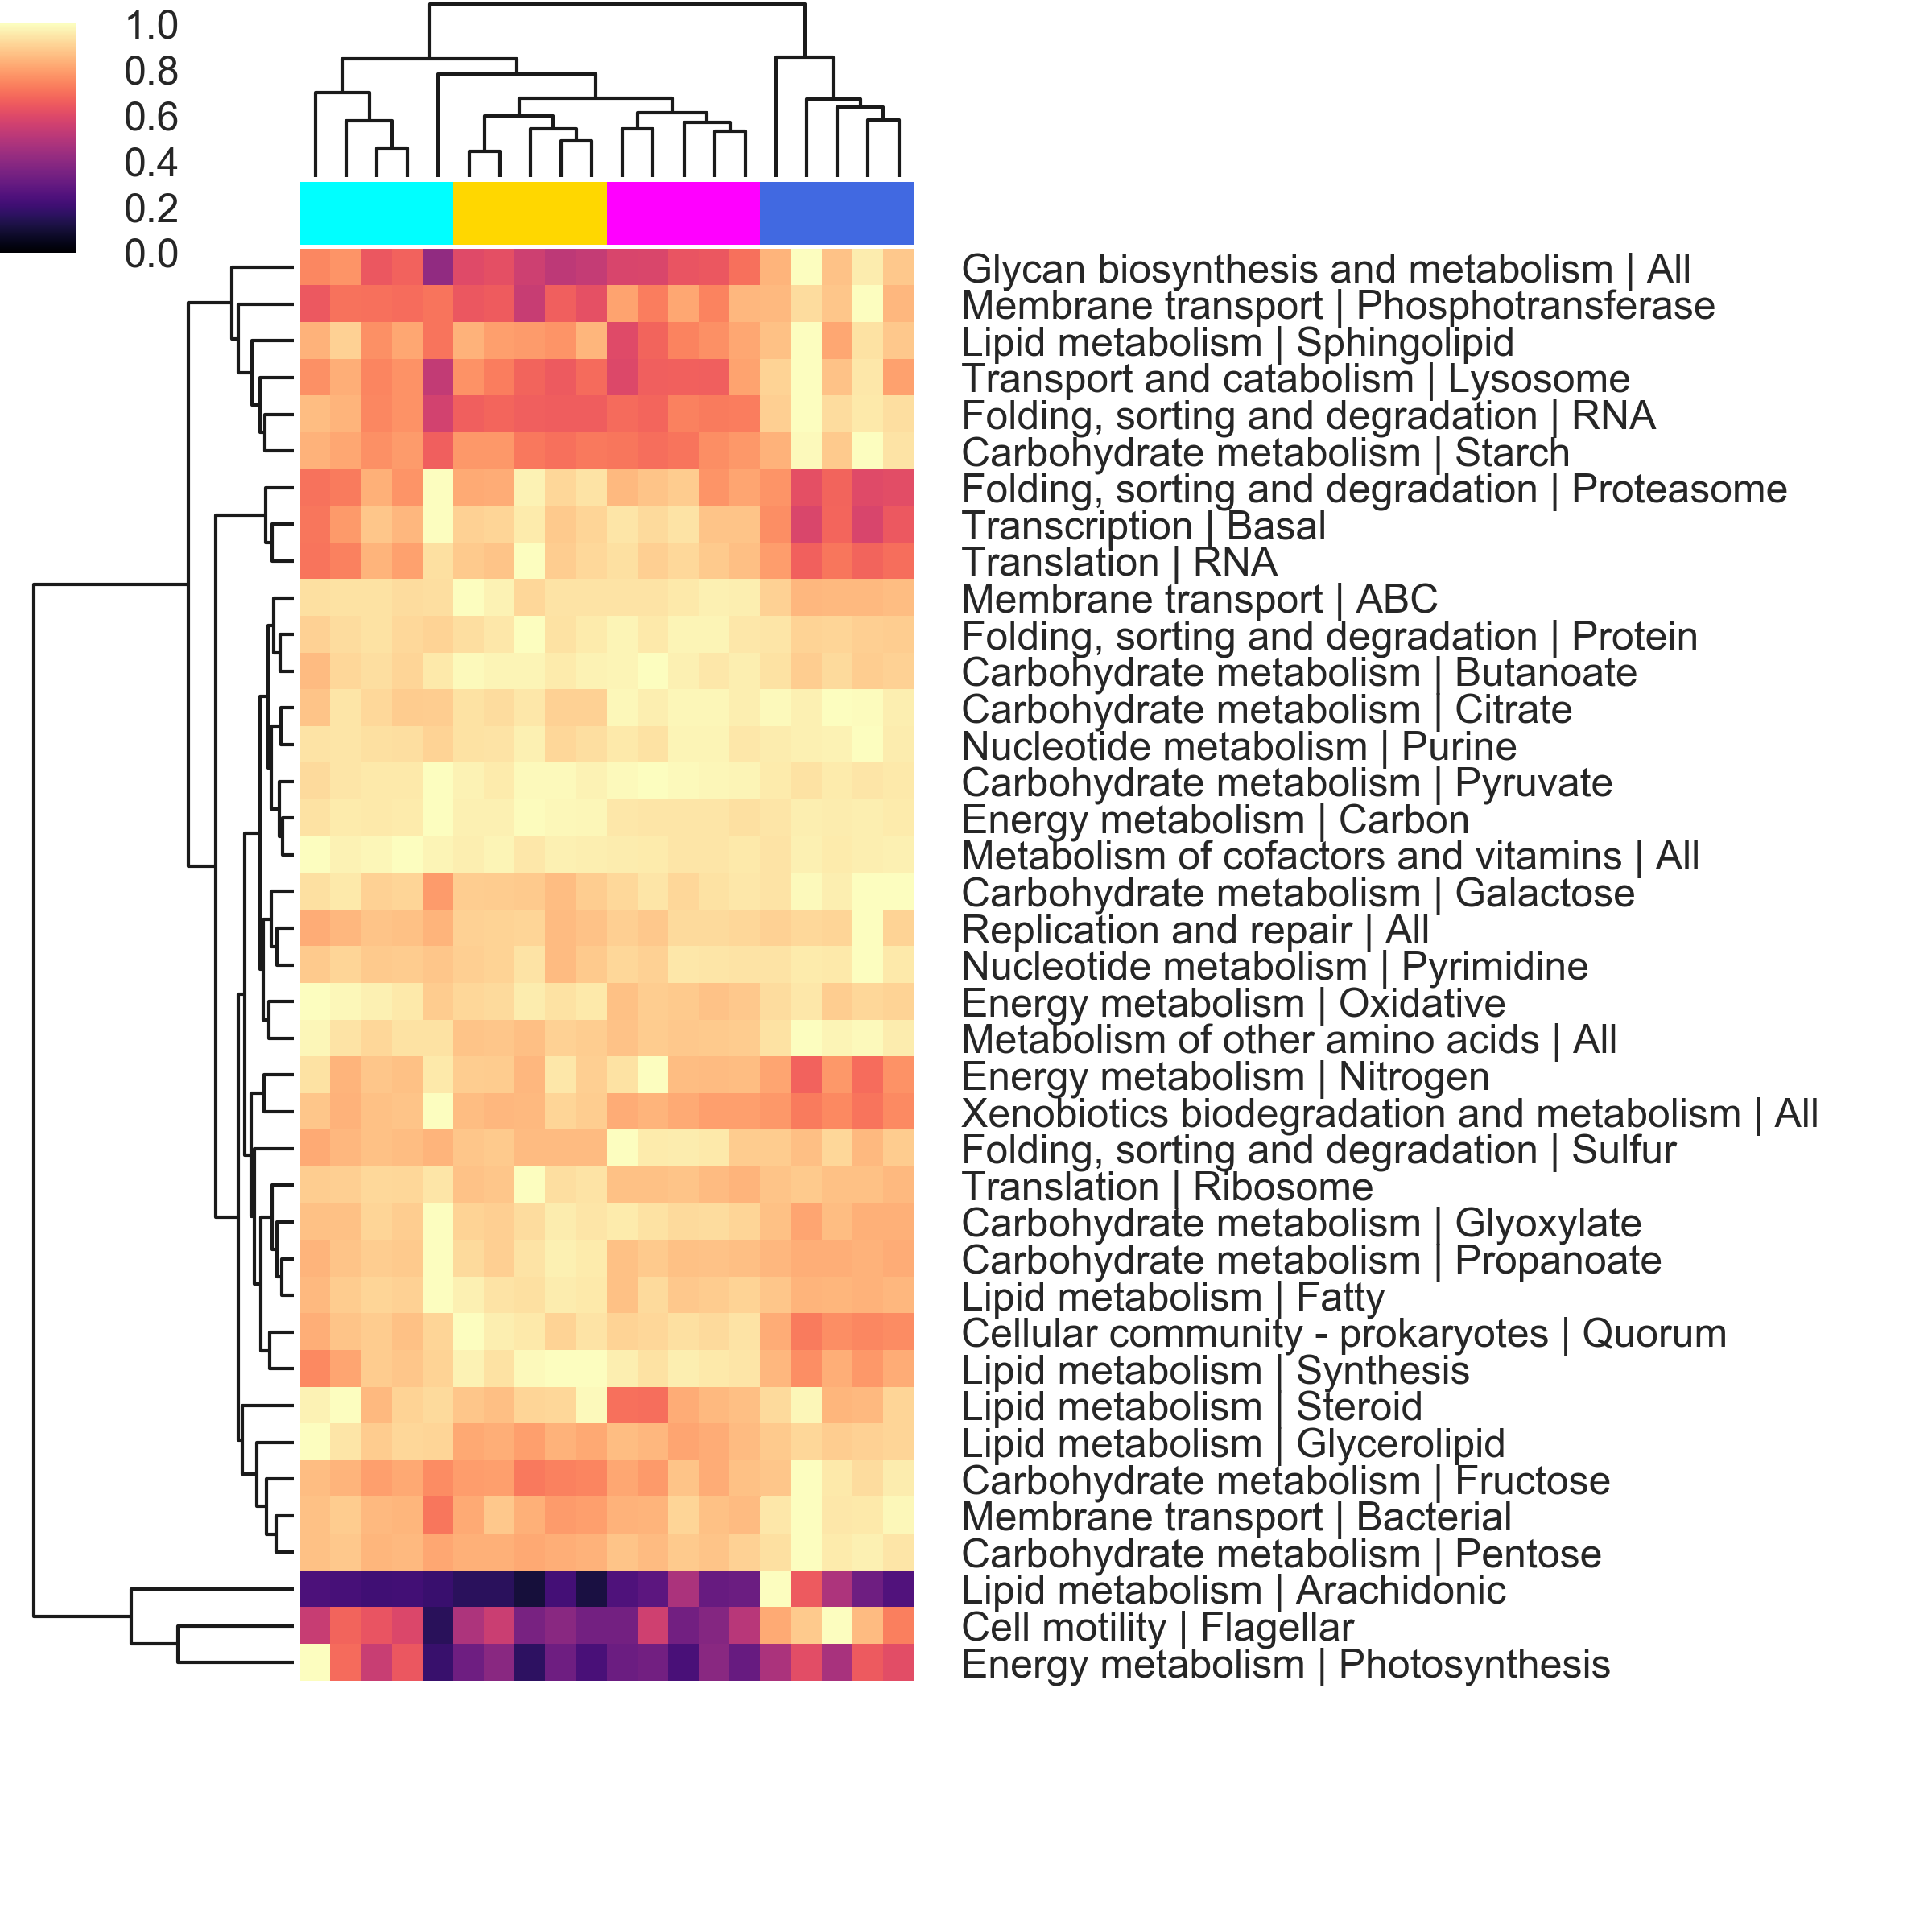 1.0
0.8
0.6
0.4
0.2
0.0
Glycan biosynthesis and metabolism | All
Membrane transport | Phosphotransferase
Lipid metabolism | Sphingolipid
Transport and catabolism | Lysosome
Folding, sorting and degradation | RNA
Carbohydrate metabolism | Starch
Folding, sorting and degradation | Proteasome
Transcription | Basal
Translation | RNA
Membrane transport | ABC
Folding, sorting and degradation | Protein
Carbohydrate metabolism | Butanoate
Carbohydrate metabolism | Citrate
Nucleotide metabolism | Purine
Carbohydrate metabolism | Pyruvate
Energy metabolism | Carbon
Metabolism of cofactors and vitamins | All
Carbohydrate metabolism | Galactose
Replication and repair | All
Nucleotide metabolism | Pyrimidine
Energy metabolism | Oxidative
Metabolism of other amino acids | All
Energy metabolism | Nitrogen
Xenobiotics biodegradation and metabolism | All
Folding, sorting and degradation | Sulfur
Translation | Ribosome
Carbohydrate metabolism | Glyoxylate
Carbohydrate metabolism | Propanoate
Lipid metabolism | Fatty
Cellular community - prokaryotes | Quorum
Lipid metabolism | Synthesis
Lipid metabolism | Steroid
Lipid metabolism | Glycerolipid
Carbohydrate metabolism | Fructose
Membrane transport | Bacterial
Carbohydrate metabolism | Pentose
Lipid metabolism | Arachidonic
Cell motility | Flagellar
Energy metabolism | Photosynthesis